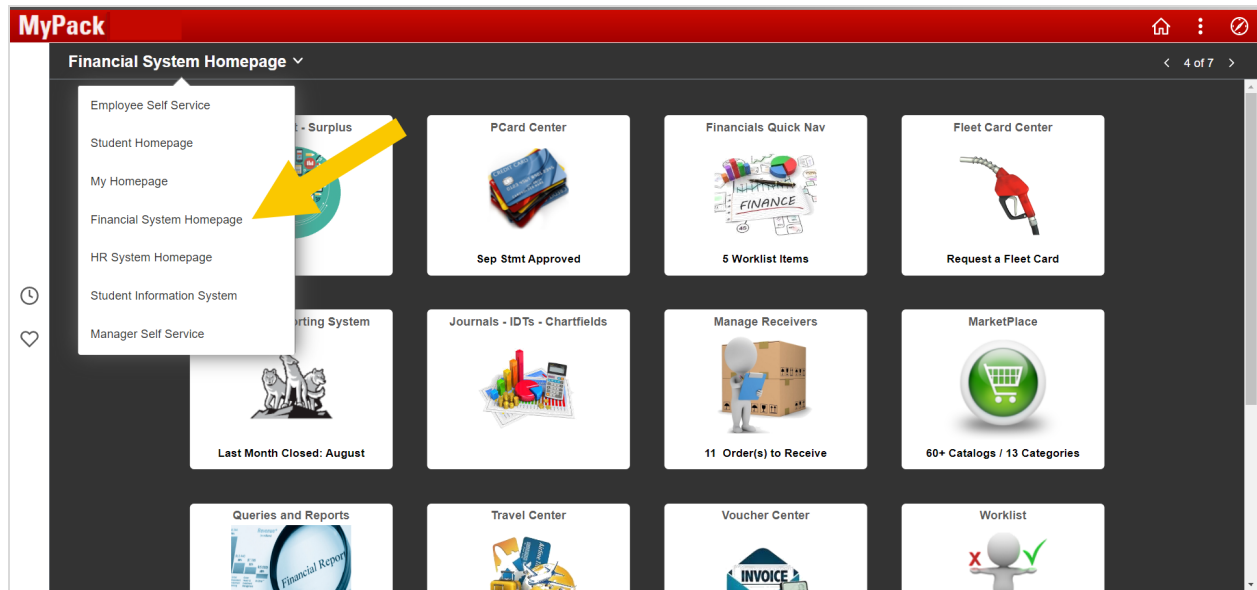 MyPack
Financial System Homepage
4 of 7
Employee Self Service
Student Homepage
My Homepage
Financial System Homepage
HR System Homepage
Student Information System
Manager Self Service
t - Surplus
PCard Center
CREDIT CARD
Sep Stmt Approved
Financials Quick Nav
FINANCE
5 Worklist Items
Fleet Card Center
Request a Fleet Card
rting System
Last Month Closed: August
Journals - IDTs - Chartfields
Manage Receivers
11 Order(s) to Receive
MarketPlace
60+ Catalogs / 13 Categories
Queries and Reports
Financial Report
Travel Center
Voucher Center
INVOICE
Worklist